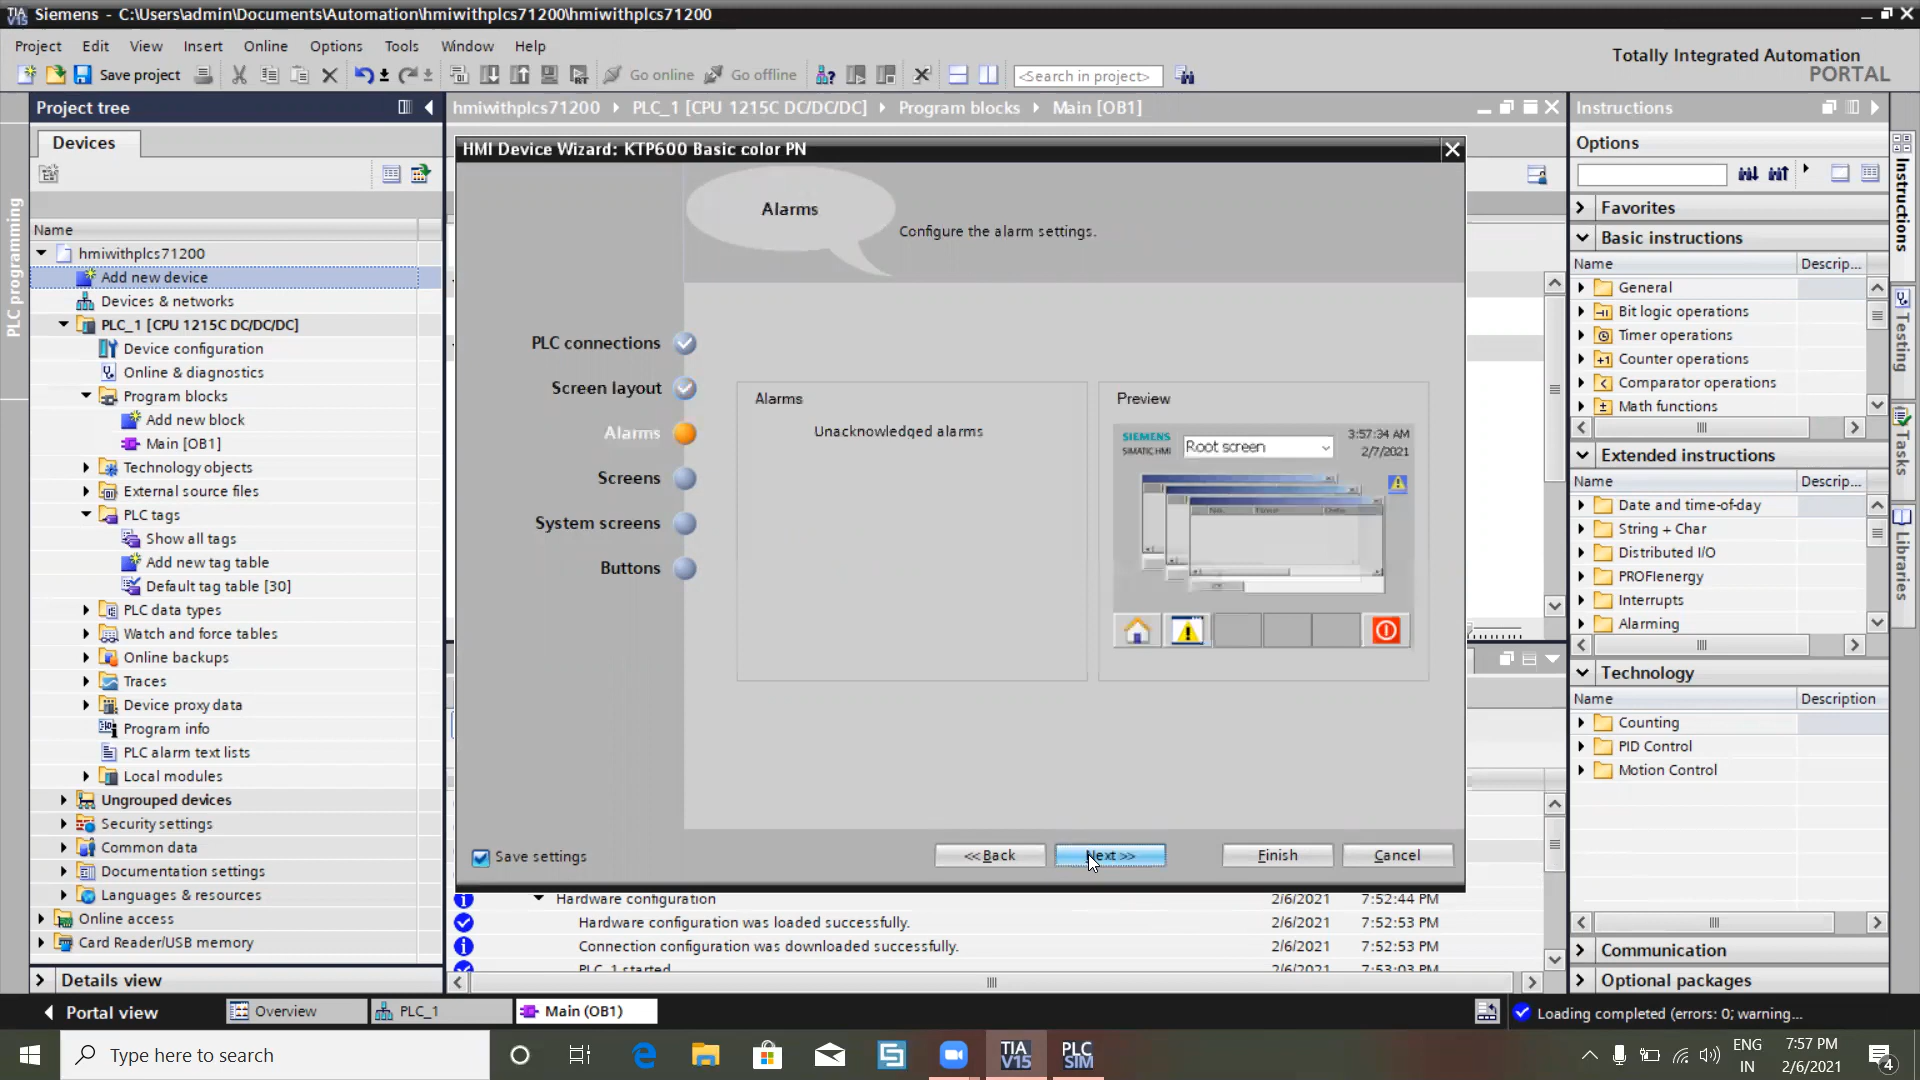 Siemens - C:\Users\admin\Documents\Automation\hmiwithplcs71200\hmiwithplcs71200
Project Edit View Insert Online Options Tools Window Help
Save project
Go online
Go offline
<Search in project>
Totally Integrated Automation
PORTAL
Project tree
Devices
Name
hmiwithplcs71200
Add new device
Devices & networks
PLC_1 [CPU 1215C DC/DC/DC]
Device configuration
Online & diagnostics
Program blocks
Add new block
Main [OB1]
Technology objects
External source files
PLC tags
Show all tags
Add new tag table
Default tag table [30]
PLC data types
Watch and force tables
Online backups
Traces
Device proxy data
Program info
PLC alarm text lists
Local modules
Ungrouped devices
Security settings
Common data
Documentation settings
Languages & resources
Online access
Card Reader/USB memory
Details view
PLC programming
hmiwithplcs71200 PLC_1 [CPU 1215C DC/DC/DC] Program blocks Main [OB1]
HMI Device Wizard: KTP600 Basic color PN
Alarms
Configure the alarm settings.
PLC connections
Screen layout
Alarms
Screens
System screens
Buttons
Alarms
Unacknowledged alarms
Preview
SIEMENS
SIMATIC HMI
Root screen
3:57:34 AM
2/7/2021
No. Time Date
Save settings
<< Back
Next >>
Finish
Cancel
Hardware configuration 2/6/2021 7:52:44 PM
Hardware configuration was loaded successfully. 2/6/2021 7:52:53 PM
Connection configuration was downloaded successfully. 2/6/2021 7:52:53 PM
PLC_1 started 2/6/2021 7:53:03 PM
Instructions
Options
Favorites
Basic instructions
Name Descrip...
General
Bit logic operations
Timer operations
Counter operations
Comparator operations
Math functions
Extended instructions
Name Descrip...
Date and time-of-day
String + Char
Distributed I/O
PROFIenergy
Interrupts
Alarming
Technology
Name Description
Counting
PID Control
Motion Control
Communication
Optional packages
Instructions
Testing
Tasks
Libraries
Portal view
Overview
PLC_1
Main (OB1)
Loading completed (errors: 0; warning...
Type here to search
TIA
V15
PLC
SIM
ENG
IN
7:57 PM
2/6/2021
4